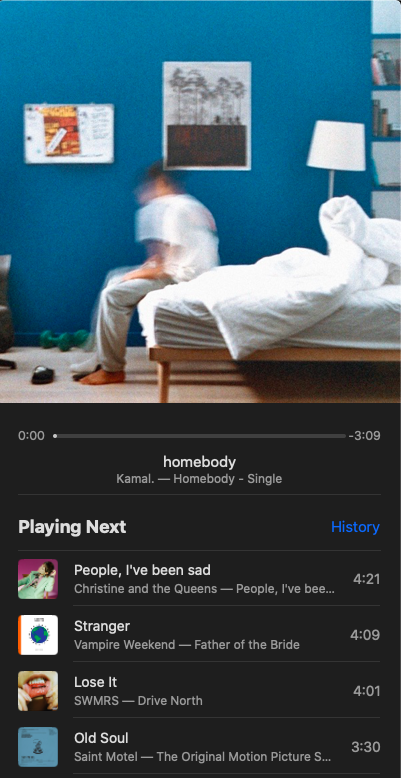 0:00
-3:09
homebody
Kamal. — Homebody - Single
Playing Next
History
People, I've been sad
Christine and the Queens — People, I've bee...
4:21
Stranger
Vampire Weekend — Father of the Bride
4:09
Lose It
SWMRS — Drive North
4:01
Old Soul
Saint Motel — The Original Motion Picture S...
3:30